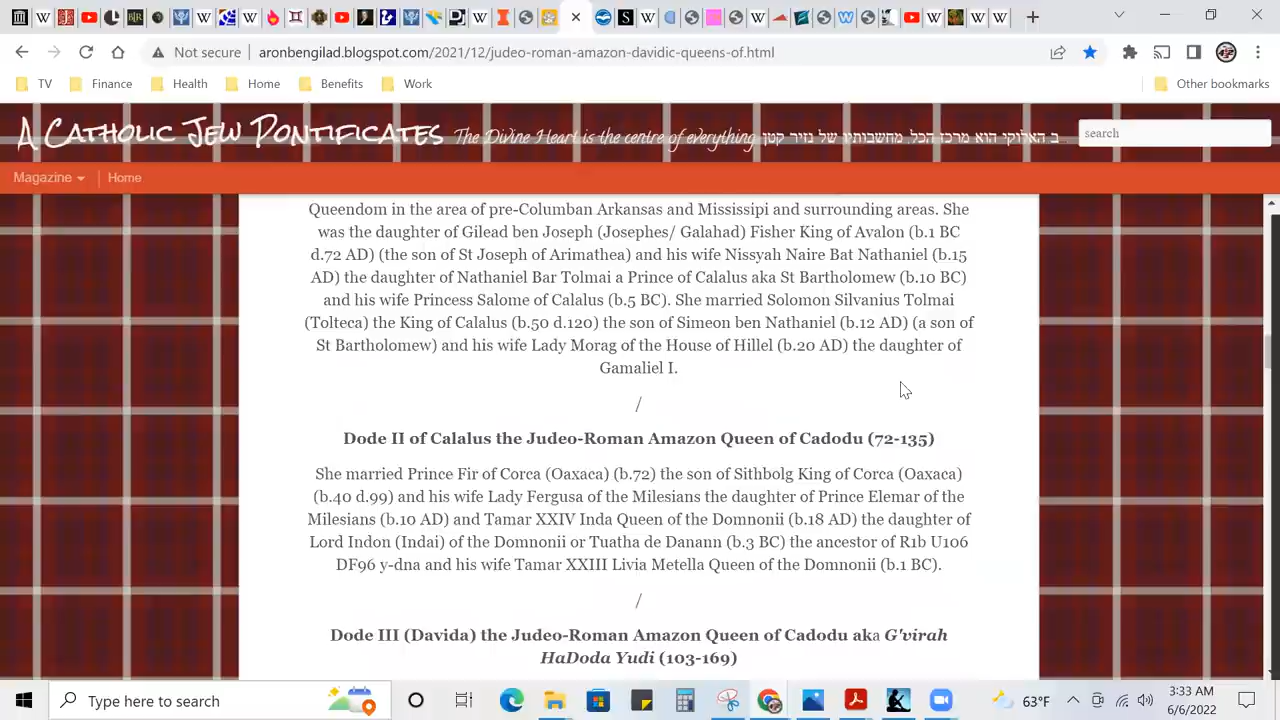 Not secure | aronbengilad.blogspot.com/2021/12/judeo-roman-amazon-davidic-queens-of.html
TV Finance Health Home Benefits Work Other bookmarks
A Catholic Jew Pontificates The Divine Heart is the centre of everything ב האלוקי הוא מרכז הכל. מחשבותיו של נזיר קטן search
Magazine Home
Queendom in the area of pre-Columban Arkansas and Mississipi and surrounding areas. She
was the daughter of Gilead ben Joseph (Josephes/ Galahad) Fisher King of Avalon (b.1 BC
d.72 AD) (the son of St Joseph of Arimathea) and his wife Nissyah Naire Bat Nathaniel (b.15
AD) the daughter of Nathaniel Bar Tolmai a Prince of Calalus aka St Bartholomew (b.10 BC)
and his wife Princess Salome of Calalus (b.5 BC). She married Solomon Silvanius Tolmai
(Tolteca) the King of Calalus (b.50 d.120) the son of Simeon ben Nathaniel (b.12 AD) (a son of
St Bartholomew) and his wife Lady Morag of the House of Hillel (b.20 AD) the daughter of
Gamaliel I.
/
Dode II of Calalus the Judeo-Roman Amazon Queen of Cadodu (72-135)
She married Prince Fir of Corca (Oaxaca) (b.72) the son of Sithbolg King of Corca (Oaxaca)
(b.40 d.99) and his wife Lady Fergusa of the Milesians the daughter of Prince Elemar of the
Milesians (b.10 AD) and Tamar XXIV Inda Queen of the Domnonii (b.18 AD) the daughter of
Lord Indon (Indai) of the Domnonii or Tuatha de Danann (b.3 BC) the ancestor of R1b U106
DF96 y-dna and his wife Tamar XXIII Livia Metella Queen of the Domnonii (b.1 BC).
/
Dode III (Davida) the Judeo-Roman Amazon Queen of Cadodu aka G'virah
HaDoda Yudi (103-169)
Type here to search
63°F
3:33 AM
6/6/2022